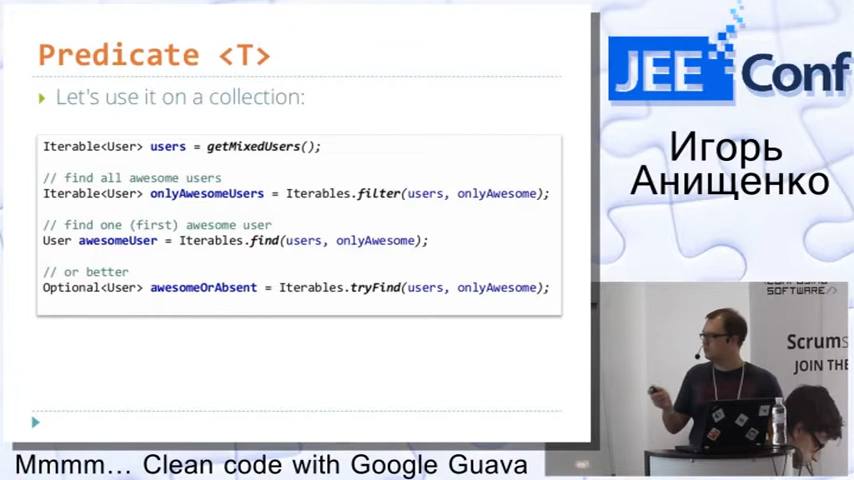 Predicate <T>
Let's use it on a collection:
Iterable<User> users = getMixedUsers();
// find all awesome users
Iterable<User> onlyAwesomeUsers = Iterables.filter(users, onlyAwesome);
// find one (first) awesome user
User awesomeUser = Iterables.find(users, onlyAwesome);
// or better
Optional<User> awesomeOrAbsent = Iterables.tryFind(users, onlyAwesome);
JEE Conf
Игорь
Анищенко
SOFTWARE/>
Scrums
JOIN THE
Mmmm... Clean code with Google Guava